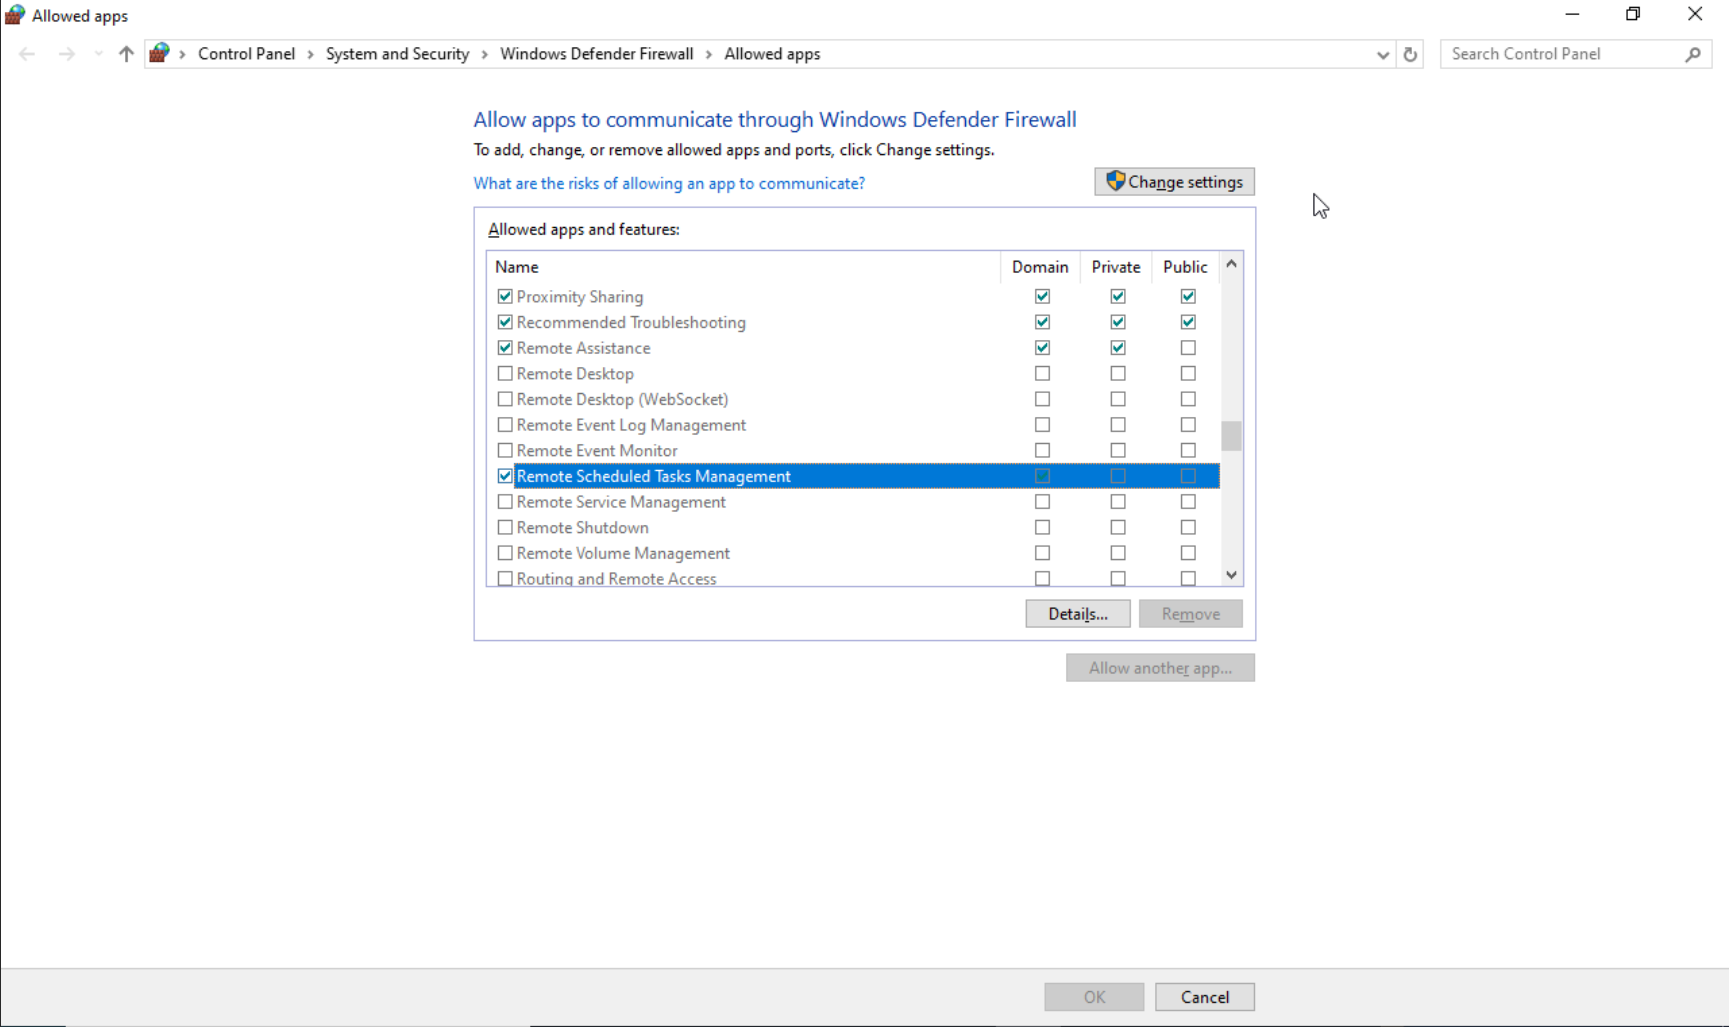 Allowed apps
Control Panel > System and Security > Windows Defender Firewall > Allowed apps
Search Control Panel
Allow apps to communicate through Windows Defender Firewall
To add, change, or remove allowed apps and ports, click Change settings.
What are the risks of allowing an app to communicate?
Change settings
Allowed apps and features:
Name Domain Private Public
Proximity Sharing
Recommended Troubleshooting
Remote Assistance
Remote Desktop
Remote Desktop (WebSocket)
Remote Event Log Management
Remote Event Monitor
Remote Scheduled Tasks Management
Remote Service Management
Remote Shutdown
Remote Volume Management
Routing and Remote Access
Details... Remove
Allow another app...
OK Cancel